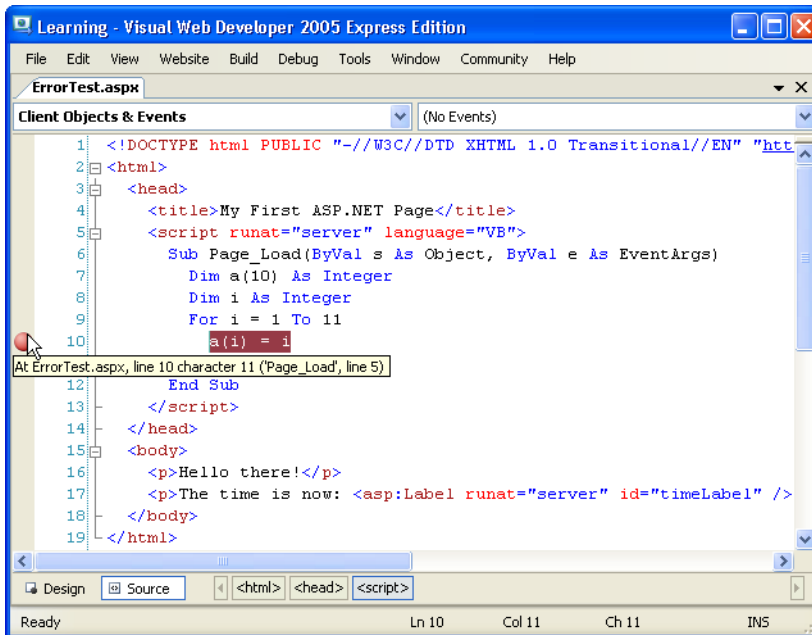 Learning - Visual Web Developer 2005 Express Edition
File Edit View Website Build Debug Tools Window Community Help
ErrorTest.aspx
Client Objects & Events (No Events)
1 <!DOCTYPE html PUBLIC "-//W3C//DTD XHTML 1.0 Transitional//EN" "htt
2 <html>
3 <head>
4 <title>My First ASP.NET Page</title>
5 <script runat="server" language="VB">
6 Sub Page_Load(ByVal s As Object, ByVal e As EventArgs)
7 Dim a(10) As Integer
8 Dim i As Integer
9 For i = 1 To 11
10 a(i) = i
At ErrorTest.aspx, line 10 character 11 ('Page_Load', line 5)
12 End Sub
13 </script>
14 </head>
15 <body>
16 <p>Hello there!</p>
17 <p>The time is now: <asp:Label runat="server" id="timeLabel" />
18 </body>
19 </html>
Design Source <html> <head> <script>
Ready Ln 10 Col 11 Ch 11 INS